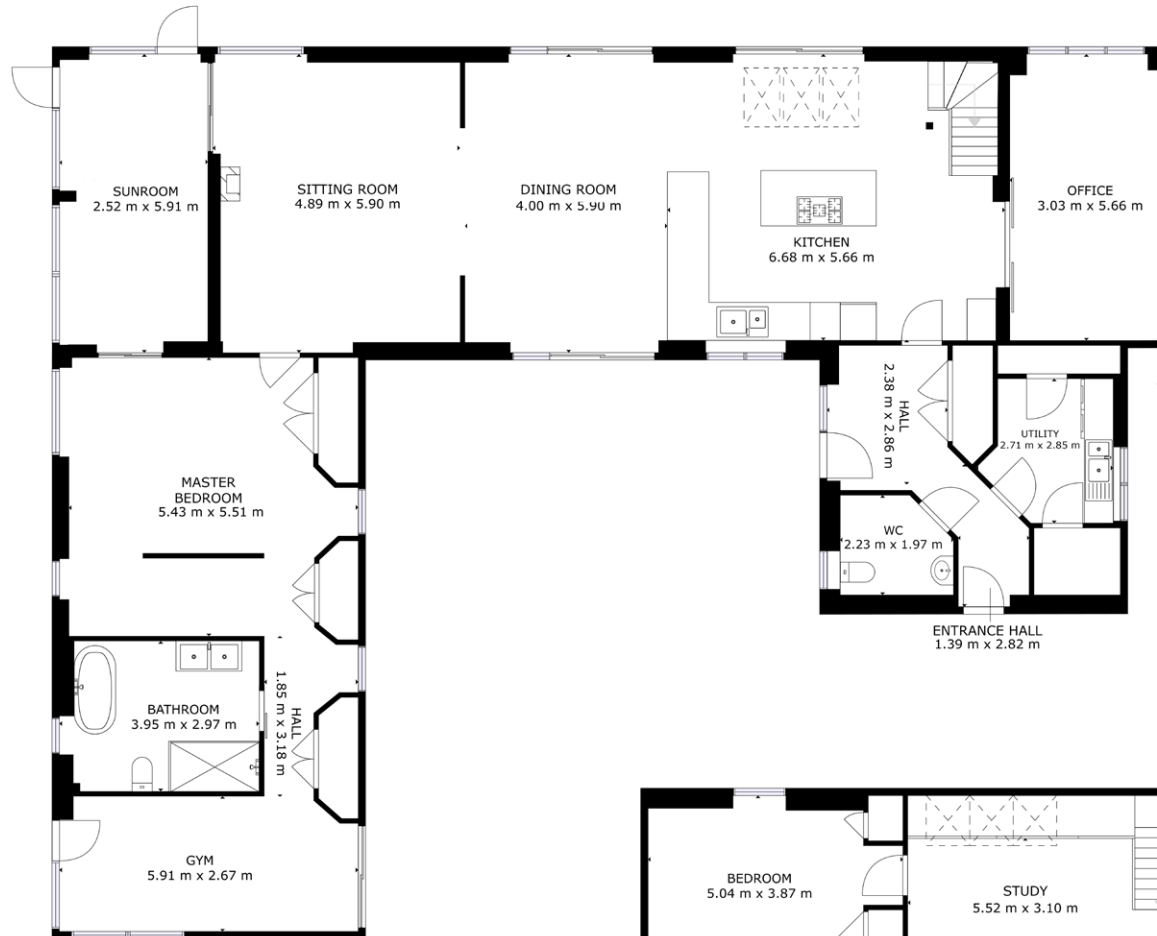 SUNROOM
2.52 m x 5.91 m
SITTING ROOM
4.89 m x 5.90 m
DINING ROOM
4.00 m x 5.90 m
KITCHEN
6.68 m x 5.66 m
OFFICE
3.03 m x 5.66 m
HALL
2.38 m x 2.86 m
UTILITY
2.71 m x 2.85 m
MASTER
BEDROOM
5.43 m x 5.51 m
WC
2.23 m x 1.97 m
ENTRANCE HALL
1.39 m x 2.82 m
BATHROOM
3.95 m x 2.97 m
HALL
1.85 m x 3.18 m
GYM
5.91 m x 2.67 m
BEDROOM
5.04 m x 3.87 m
STUDY
5.52 m x 3.10 m